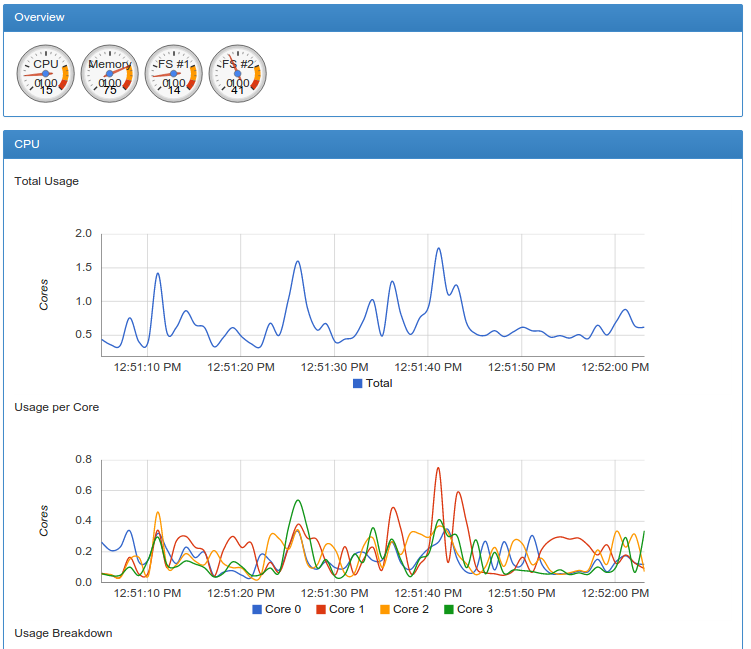 Overview
CPU Memory FS #1 FS #2
0 100 0 100 0 100 0 100
15 75 14 41
CPU
Total Usage
2.0
1.5
1.0
0.5
Cores
12:51:10 PM 12:51:20 PM 12:51:30 PM 12:51:40 PM 12:51:50 PM 12:52:00 PM
Total
Usage per Core
0.8
0.6
0.4
0.2
0.0
Cores
12:51:10 PM 12:51:20 PM 12:51:30 PM 12:51:40 PM 12:51:50 PM 12:52:00 PM
Core 0 Core 1 Core 2 Core 3
Usage Breakdown